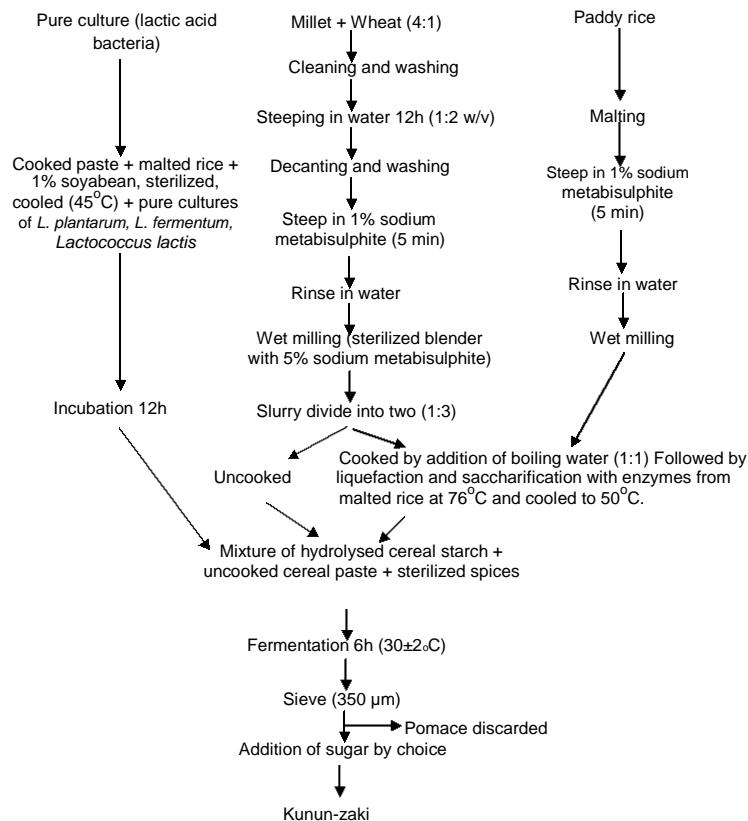 Pure culture (lactic acid
bacteria)
Cooked paste + malted rice +
1% soyabean, sterilized,
cooled (45°C) + pure cultures
of L. plantarum, L. fermentum,
Lactococcus lactis
Incubation 12h
Millet + Wheat (4:1)
Cleaning and washing
Steeping in water 12h (1:2 w/v)
Decanting and washing
Steep in 1% sodium
metabisulphite (5 min)
Rinse in water
Wet milling (sterilized blender
with 5% sodium metabisulphite)
Slurry divide into two (1:3)
Uncooked
Paddy rice
Malting
Steep in 1% sodium
metabisulphite
(5 min)
Rinse in water
Wet milling
Cooked by addition of boiling water (1:1) Followed by
liquefaction and saccharification with enzymes from
malted rice at 76°C and cooled to 50°C.
Mixture of hydrolysed cereal starch +
uncooked cereal paste + sterilized spices
Fermentation 6h (30±2oC)
Sieve (350 µm)
Pomace discarded
Addition of sugar by choice
Kunun-zaki